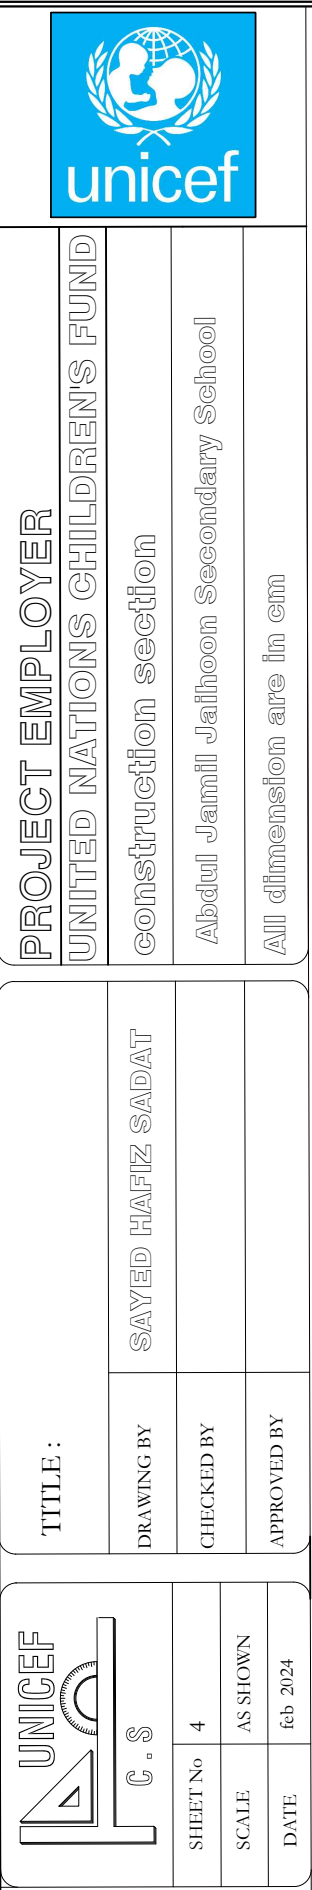 unicef
PROJECT EMPLOYER
UNITED NATIONS CHILDREN'S FUND
construction section
Abdul Jamil Jaihoon Secondary School
All dimension are in cm
TITLE :
DRAWING BY SAYED HAFIZ SADAT
CHECKED BY
APPROVED BY
UNICEF
C . S
SHEET No 4
SCALE AS SHOWN
DATE feb 2024